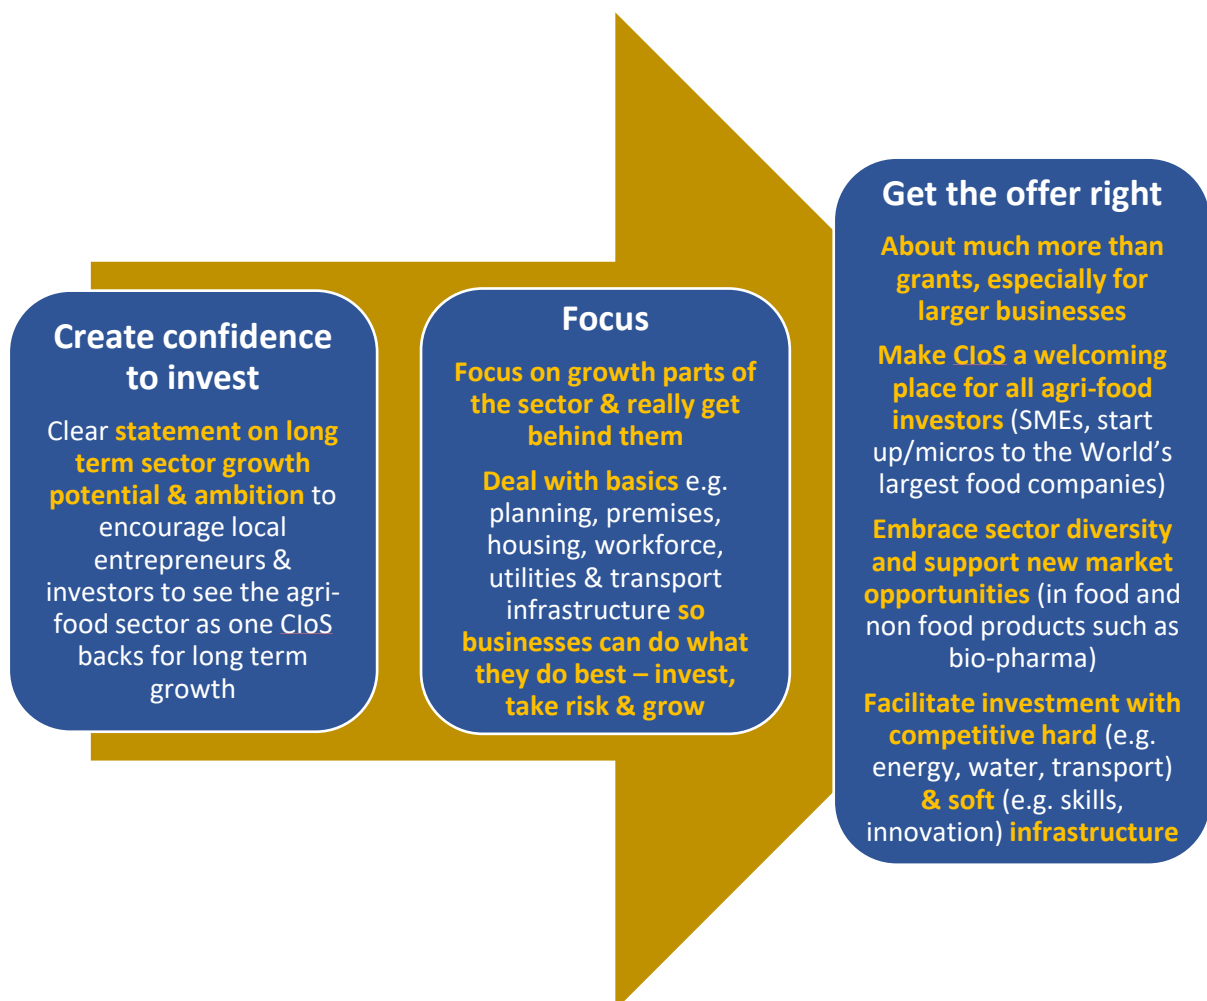 Create confidence
to invest
Clear statement on long
term sector growth
potential & ambition to
encourage local
entrepreneurs &
investors to see the agri-
food sector as one CIoS
backs for long term
growth
Focus
Focus on growth parts of
the sector & really get
behind them
Deal with basics e.g.
planning, premises,
housing, workforce,
utilities & transport
infrastructure so
businesses can do what
they do best – invest,
take risk & grow
Get the offer right
About much more than
grants, especially for
larger businesses
Make CIoS a welcoming
place for all agri-food
investors (SMEs, start
up/micros to the World’s
largest food companies)
Embrace sector diversity
and support new market
opportunities (in food and
non food products such as
bio-pharma)
Facilitate investment with
competitive hard (e.g.
energy, water, transport)
& soft (e.g. skills,
innovation) infrastructure